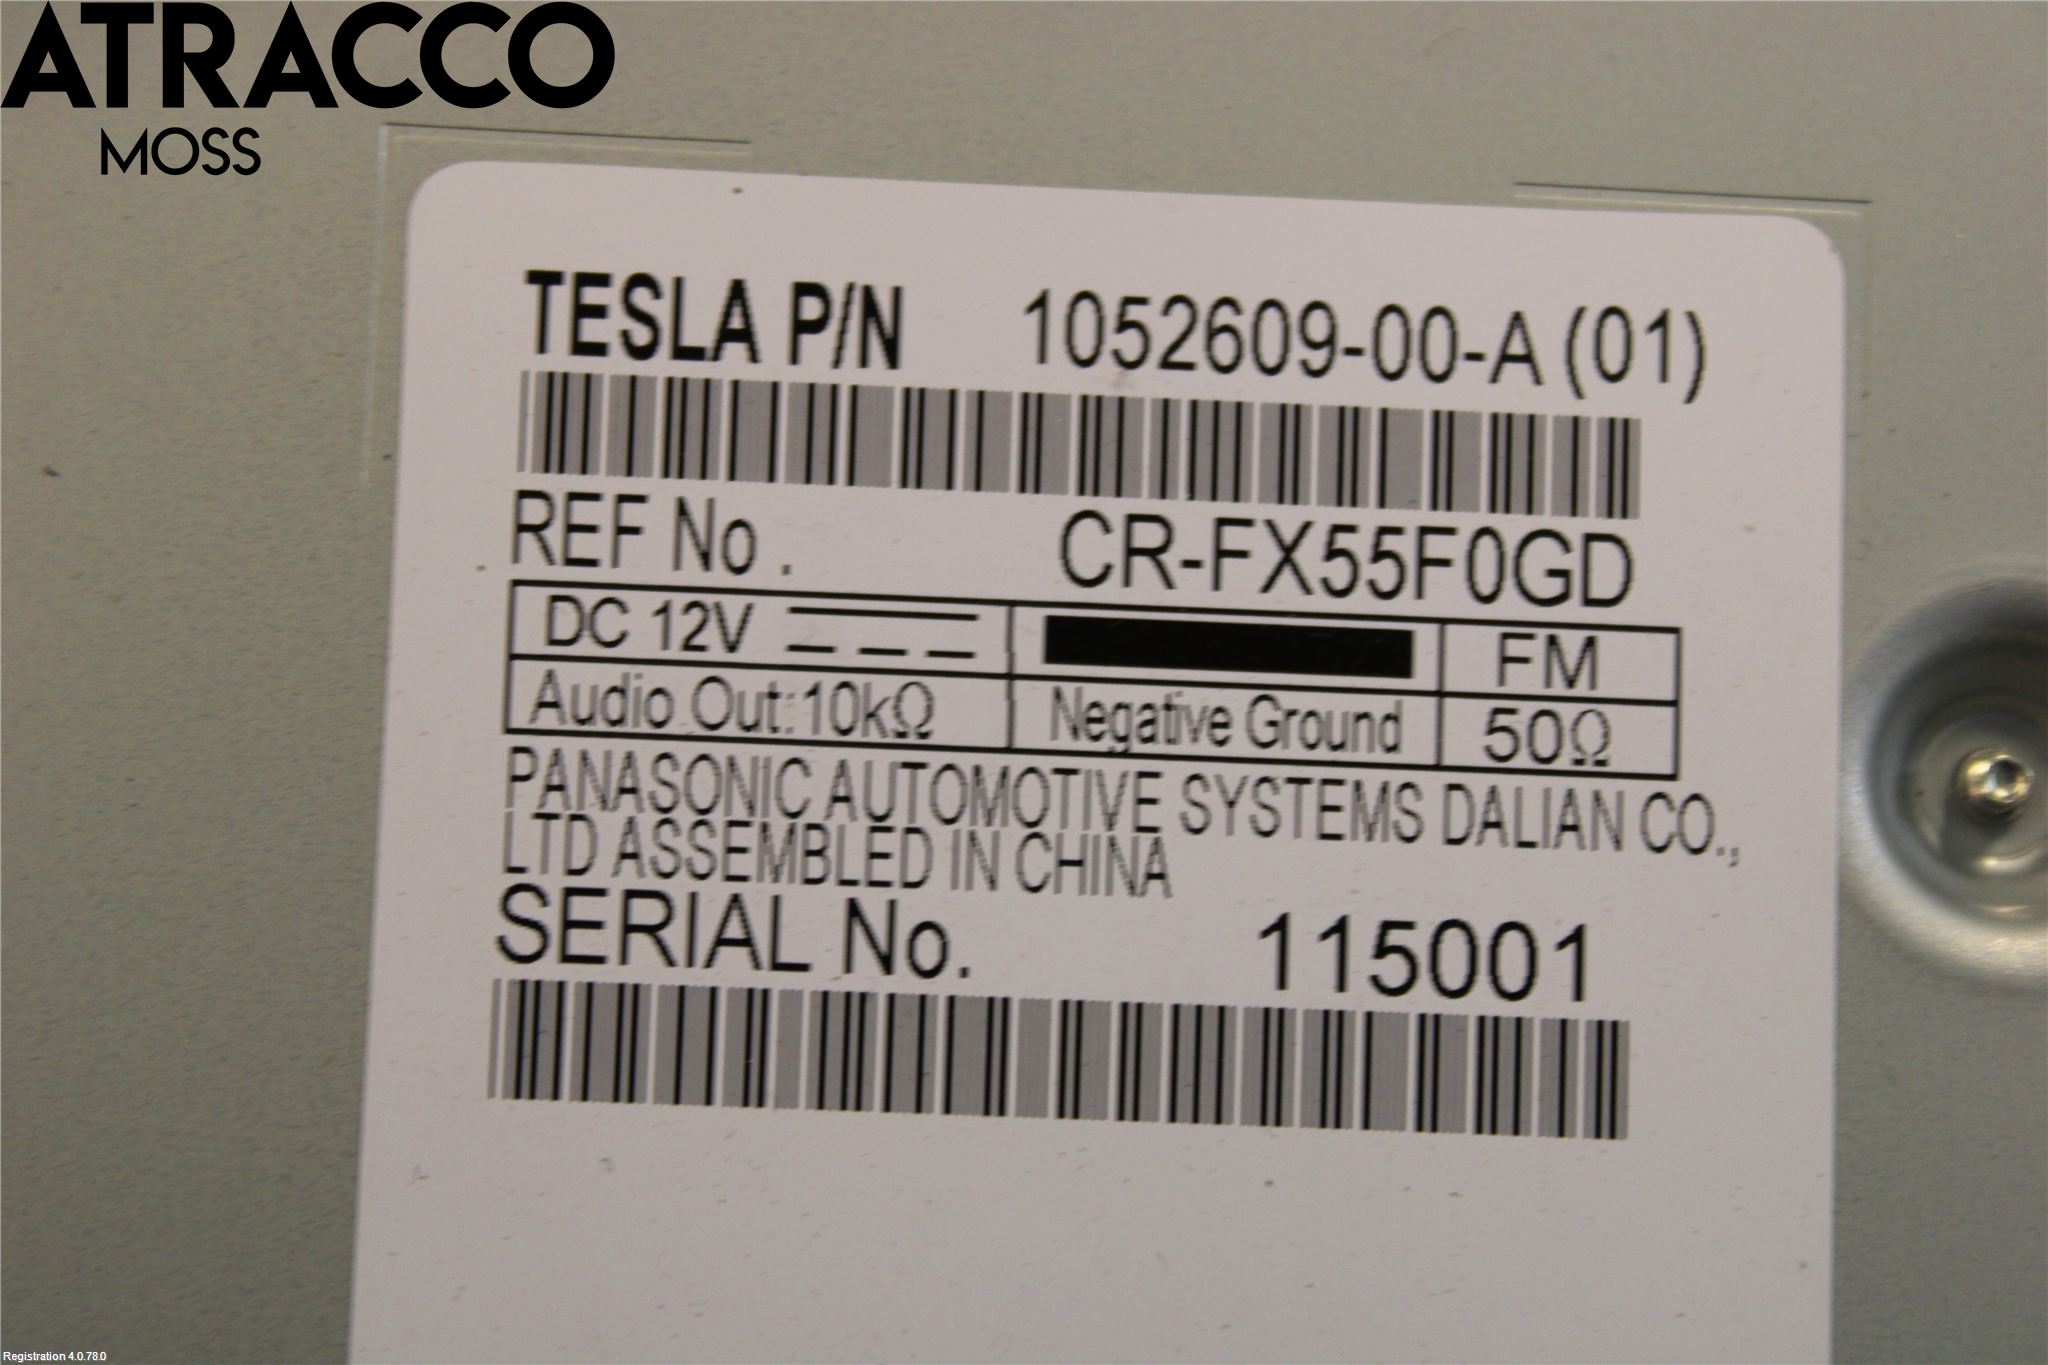 ATRACCO
MOSS
TESLA P/N 1052609-00-A (01)
REF No. CR-FX55F0GD
DC 12V FM
Audio Out:10kΩ Negative Ground 50Ω
PANASONIC AUTOMOTIVE SYSTEMS DALIAN CO.,
LTD ASSEMBLED IN CHINA
SERIAL No. 115001
Registration 4.0.78.0